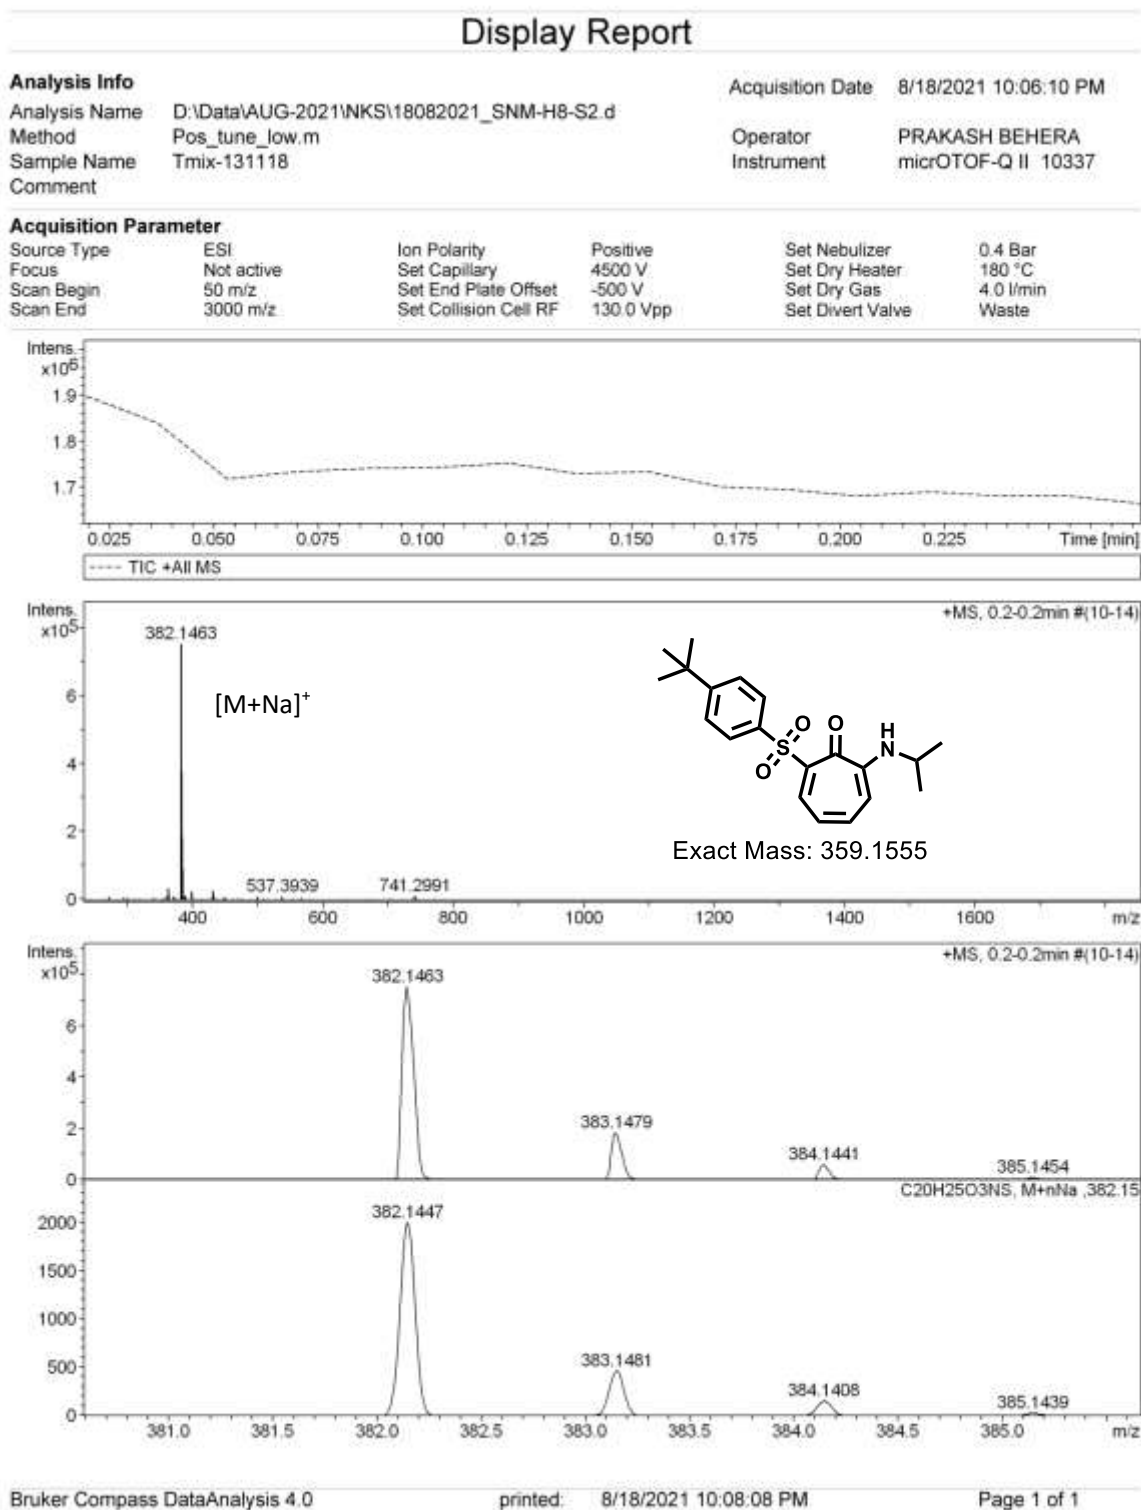 Display Report
Analysis Info
Acquisition Date 8/18/2021 10:06:10 PM
Analysis Name D:\Data\AUG-2021\NKS\18082021_SNM-H8-S2.d
Method Pos_tune_low.m Operator PRAKASH BEHERA
Sample Name Tmix-131118 Instrument micrOTOF-Q II 10337
Comment
Acquisition Parameter
Source Type ESI Ion Polarity Positive Set Nebulizer 0.4 Bar
Focus Not active Set Capillary 4500 V Set Dry Heater 180 °C
Scan Begin 50 m/z Set End Plate Offset -500 V Set Dry Gas 4.0 l/min
Scan End 3000 m/z Set Collision Cell RF 130.0 Vpp Set Divert Valve Waste
Intens.
x10⁶
1.9
1.8
1.7
0.025 0.050 0.075 0.100 0.125 0.150 0.175 0.200 0.225 Time [min]
---- TIC +All MS
Intens. +MS, 0.2-0.2min #(10-14)
x10⁵
382.1463
[M+Na]⁺
6
4
2
0
537.3939 741.2991
O O H
S N
O
Exact Mass: 359.1555
400 600 800 1000 1200 1400 1600 m/z
Intens. +MS, 0.2-0.2min #(10-14)
x10⁵
382.1463
6
4
383.1479
2
384.1441
385.1454
0
C20H25O3NS, M+nNa ,382.15
382.1447
2000
1500
1000
383.1481
500
384.1408
385.1439
0
381.0 381.5 382.0 382.5 383.0 383.5 384.0 384.5 385.0 m/z
Bruker Compass DataAnalysis 4.0 printed: 8/18/2021 10:08:08 PM Page 1 of 1